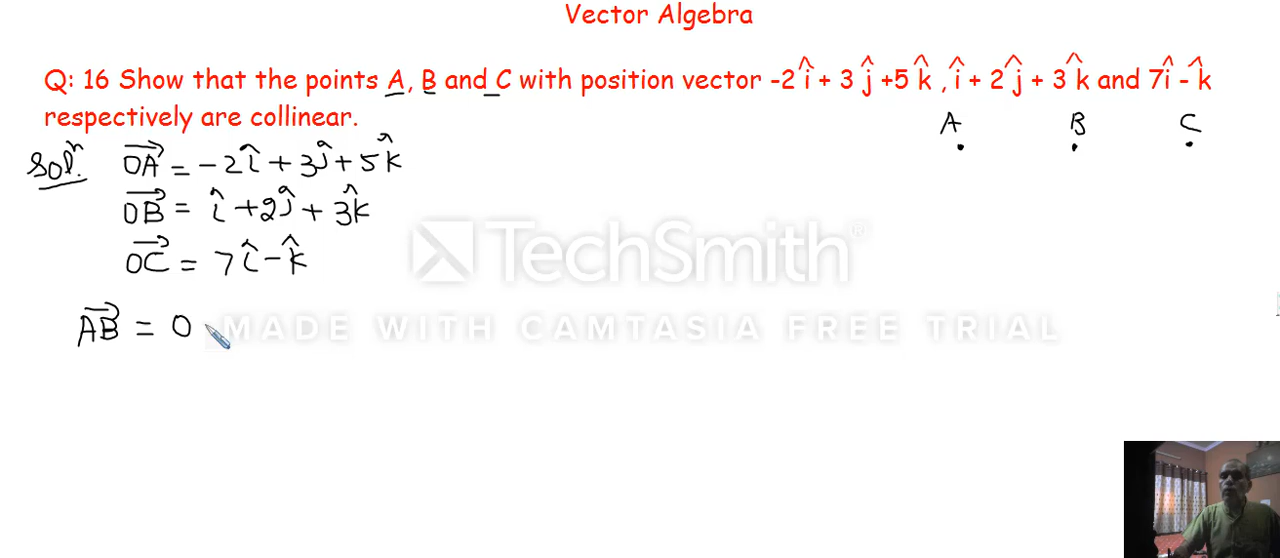 Vector Algebra
Q: 16 Show that the points A, B and C with position vector -2î + 3ĵ +5k̂ , î + 2ĵ + 3k̂ and 7î - k̂
respectively are collinear.
A B C
Solⁿ. OA⃗ = -2î + 3ĵ + 5k̂
OB⃗ = î + 2ĵ + 3k̂
OC⃗ = 7î - k̂
TechSmith®
AB⃗ = O
MADE WITH CAMTASIA FREE TRIAL